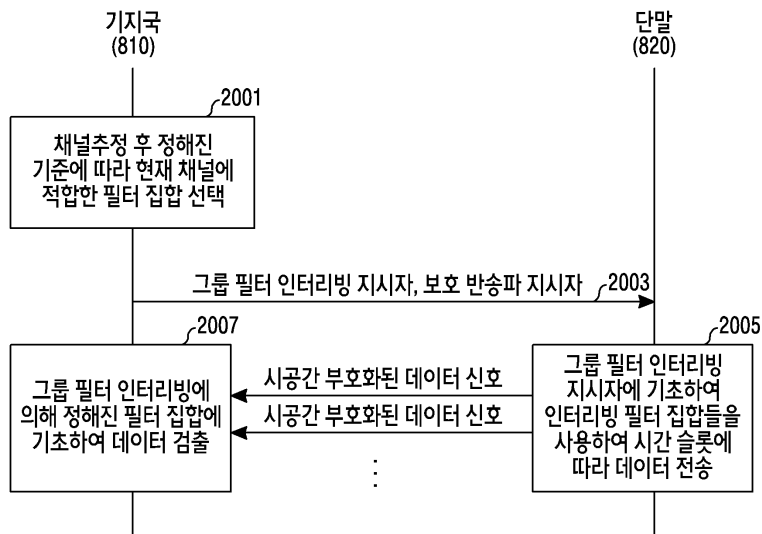 기지국
(810)
단말
(820)
2001
채널추정 후 정해진
기준에 따라 현재 채널에
적합한 필터 집합 선택
그룹 필터 인터리빙 지시자, 보호 반송파 지시자
2003
2007
2005
그룹 필터 인터리빙에
의해 정해진 필터 집합에
기초하여 데이터 검출
시공간 부호화된 데이터 신호
시공간 부호화된 데이터 신호
그룹 필터 인터리빙
지시자에 기초하여
인터리빙 필터 집합들을
사용하여 시간 슬롯에
따라 데이터 전송